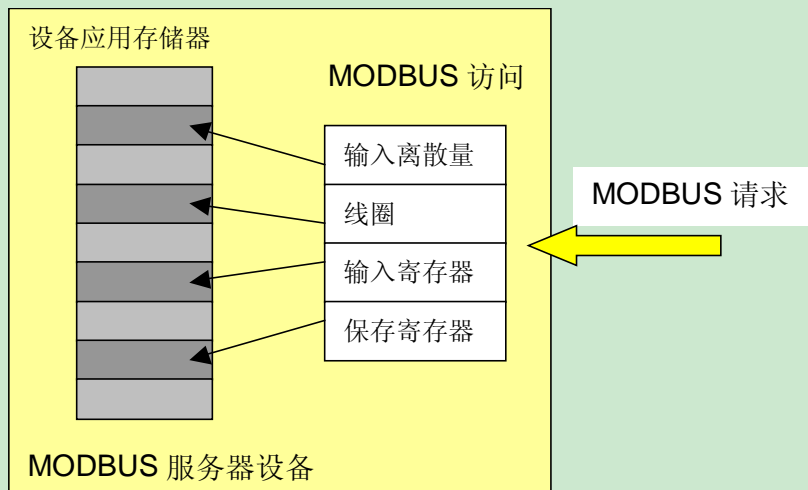 设备应用存储器
MODBUS 访问
输入离散量
线圈
输入寄存器
保存寄存器
MODBUS 请求
MODBUS 服务器设备